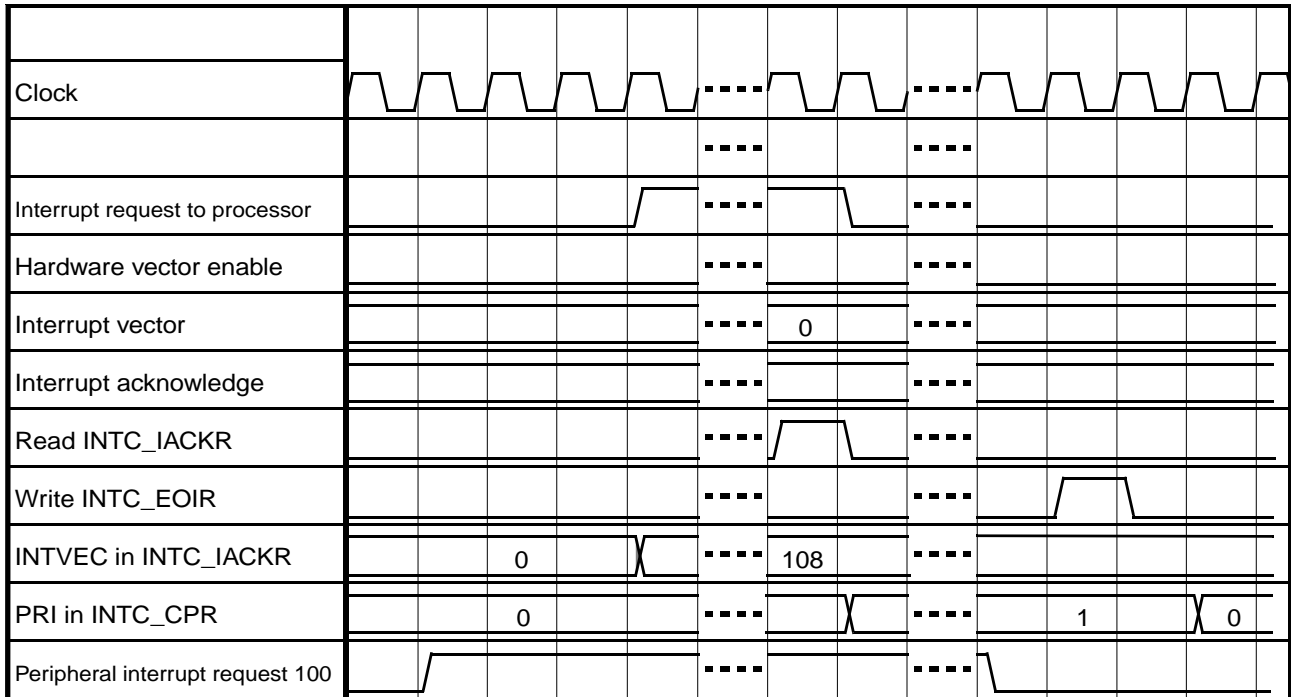 Clock
Interrupt request to processor
Hardware vector enable
Interrupt vector
0
Interrupt acknowledge
Read INTC_IACKR
Write INTC_EOIR
INTVEC in INTC_IACKR
0
108
PRI in INTC_CPR
0
1
0
Peripheral interrupt request 100